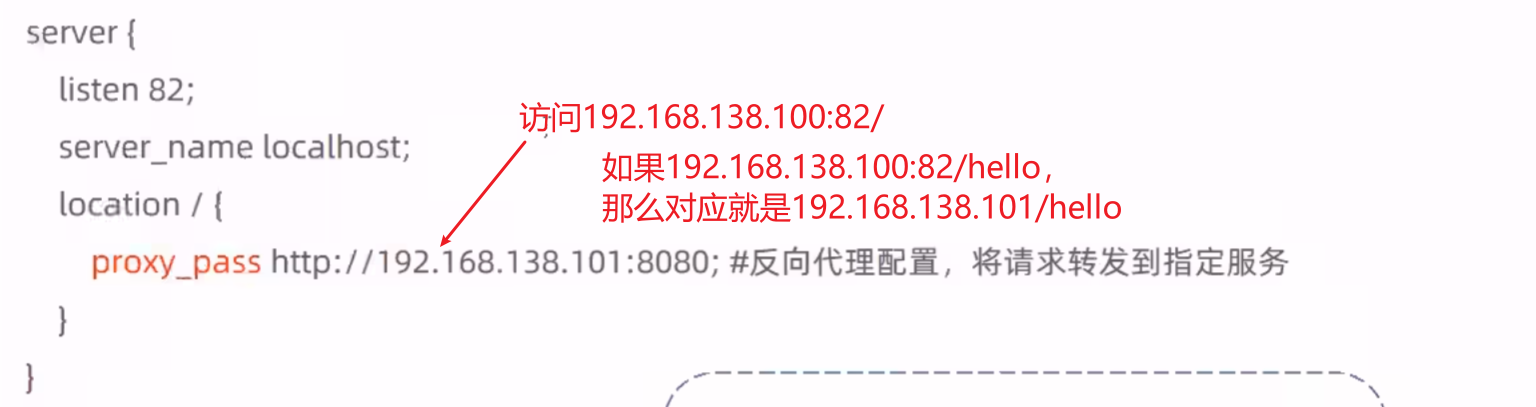 server {
listen 82;
访问192.168.138.100:82/
server_name localhost;
如果192.168.138.100:82/hello，
location / {
那么对应就是192.168.138.101/hello
proxy_pass http://192.168.138.101:8080; #反向代理配置，将请求转发到指定服务
}
}